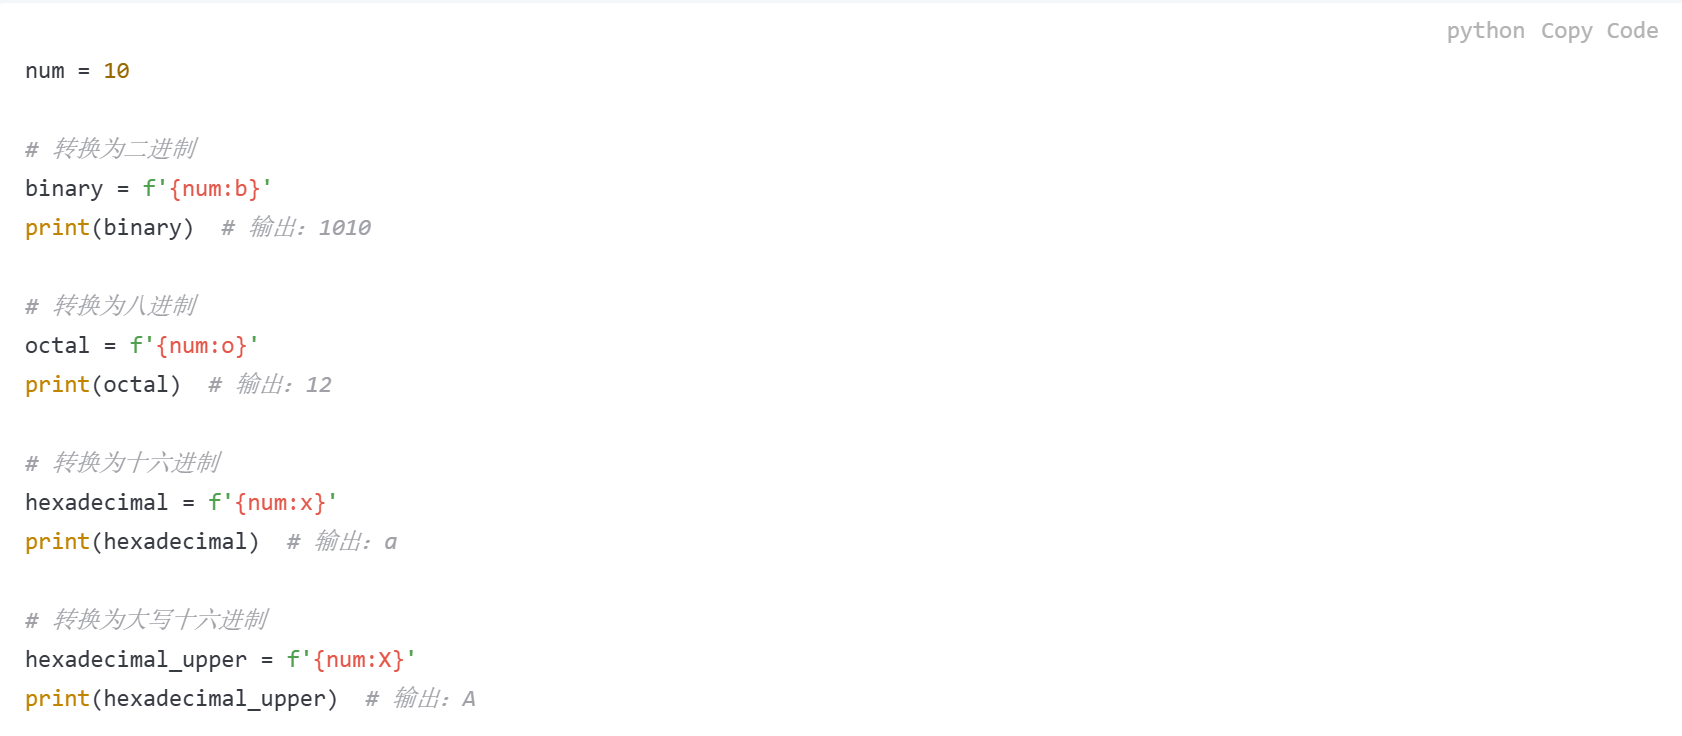 python Copy Code
num = 10
# 转换为二进制
binary = f'{num:b}'
print(binary)  # 输出：1010
# 转换为八进制
octal = f'{num:o}'
print(octal)  # 输出：12
# 转换为十六进制
hexadecimal = f'{num:x}'
print(hexadecimal)  # 输出：a
# 转换为大写十六进制
hexadecimal_upper = f'{num:X}'
print(hexadecimal_upper)  # 输出：A